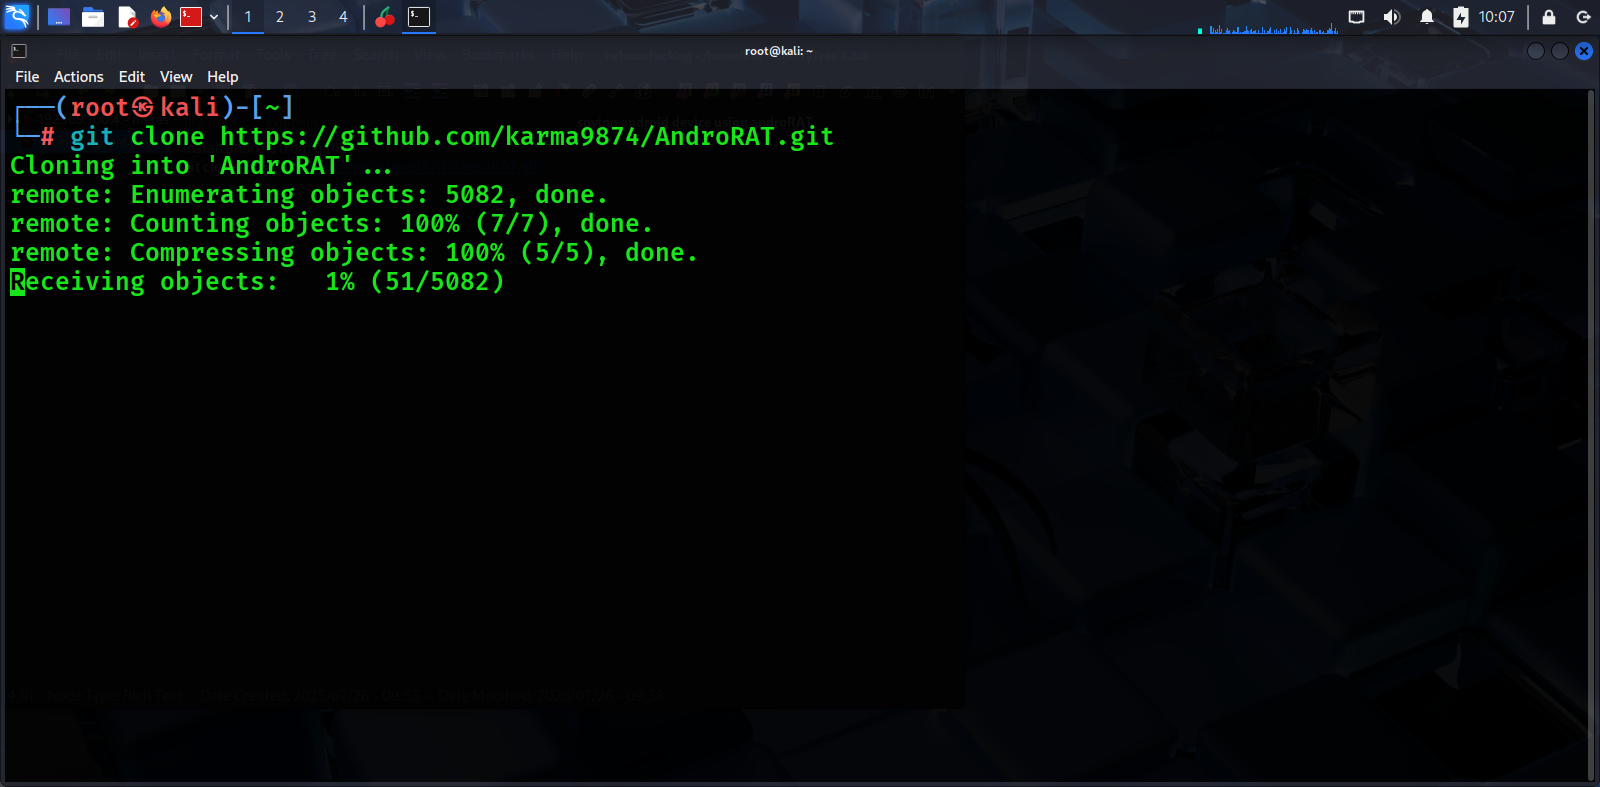 1 2 3 4 10:07
root@kali: ~
File Actions Edit View Help
┌──(root㉿kali)-[~]
└─# git clone https://github.com/karma9874/AndroRAT.git
Cloning into 'AndroRAT'...
remote: Enumerating objects: 5082, done.
remote: Counting objects: 100% (7/7), done.
remote: Compressing objects: 100% (5/5), done.
Receiving objects:   1% (51/5082)